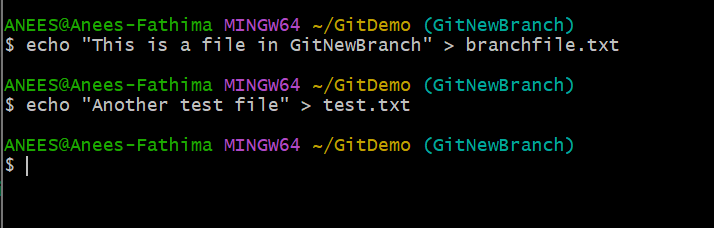 ANEES@Anees-Fathima MINGW64 ~/GitDemo (GitNewBranch)
$ echo "This is a file in GitNewBranch" > branchfile.txt
ANEES@Anees-Fathima MINGW64 ~/GitDemo (GitNewBranch)
$ echo "Another test file" > test.txt
ANEES@Anees-Fathima MINGW64 ~/GitDemo (GitNewBranch)
$